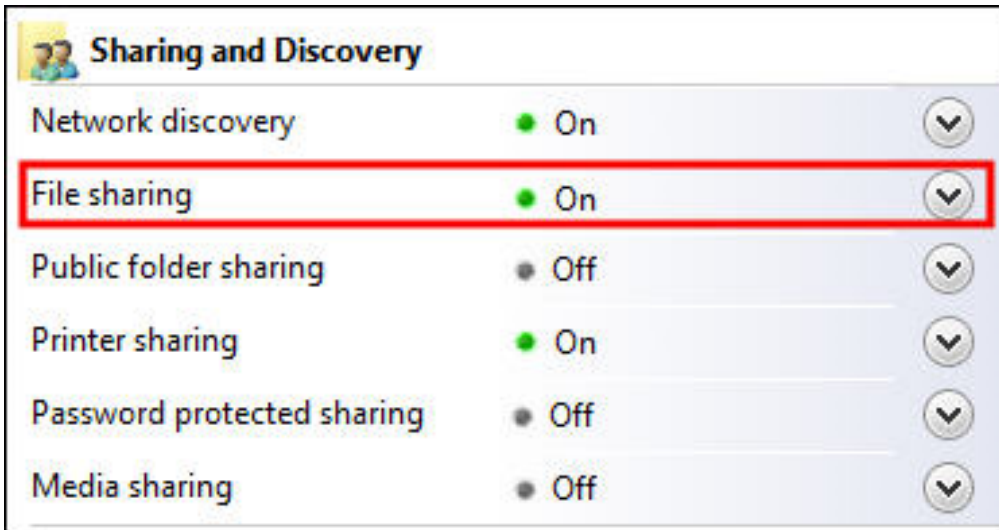 Sharing and Discovery
Network discovery On
File sharing On
Public folder sharing Off
Printer sharing On
Password protected sharing Off
Media sharing Off